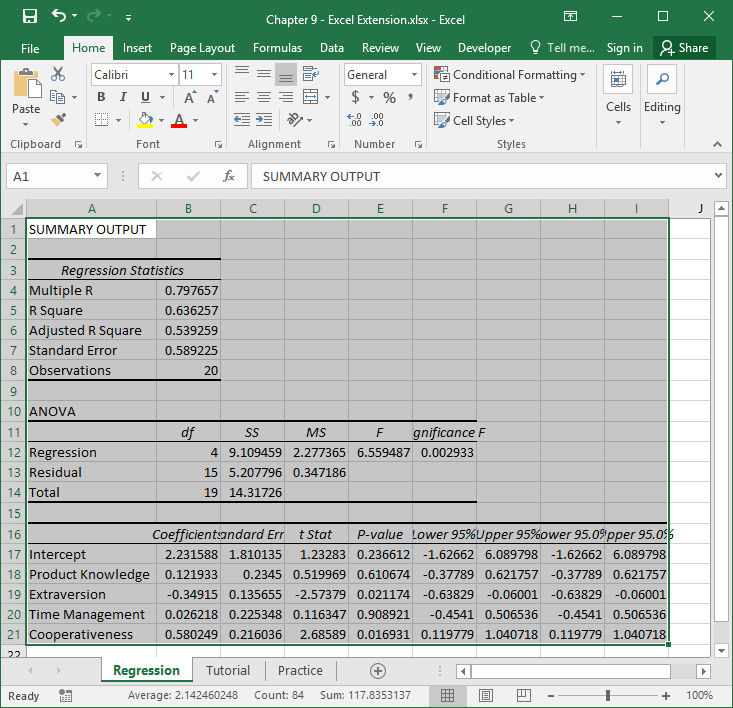 Chapter 9 - Excel Extension.xlsx - Excel
File Home Insert Page Layout Formulas Data Review View Developer Tell me... Sign in Share
Calibri 11 General Conditional Formatting
Paste B I U A A $ % , Format as Table Cells Editing
A .00 .00 Cell Styles
Clipboard Font Alignment Number Styles
A1 fx SUMMARY OUTPUT
A B C D E F G H I J
1 SUMMARY OUTPUT
2
3 Regression Statistics
4 Multiple R 0.797657
5 R Square 0.636257
6 Adjusted R Square 0.539259
7 Standard Error 0.589225
8 Observations 20
9
10 ANOVA
11 df SS MS F gnificance F
12 Regression 4 9.109459 2.277365 6.559487 0.002933
13 Residual 15 5.207796 0.347186
14 Total 19 14.31726
15
16 Coefficients andard Err t Stat P-value Lower 95% Upper 95% ower 95.0% pper 95.0%
17 Intercept 2.231588 1.810135 1.23283 0.236612 -1.62662 6.089798 -1.62662 6.089798
18 Product Knowledge 0.121933 0.2345 0.519969 0.610674 -0.37789 0.621757 -0.37789 0.621757
19 Extraversion -0.34915 0.135655 -2.57379 0.021174 -0.63829 -0.06001 -0.63829 -0.06001
20 Time Management 0.026218 0.225348 0.116347 0.908921 -0.4541 0.506536 -0.4541 0.506536
21 Cooperativeness 0.580249 0.216036 2.68589 0.016931 0.119779 1.040718 0.119779 1.040718
22
Regression Tutorial Practice
Ready Average: 2.142460248 Count: 84 Sum: 117.8353137 100%